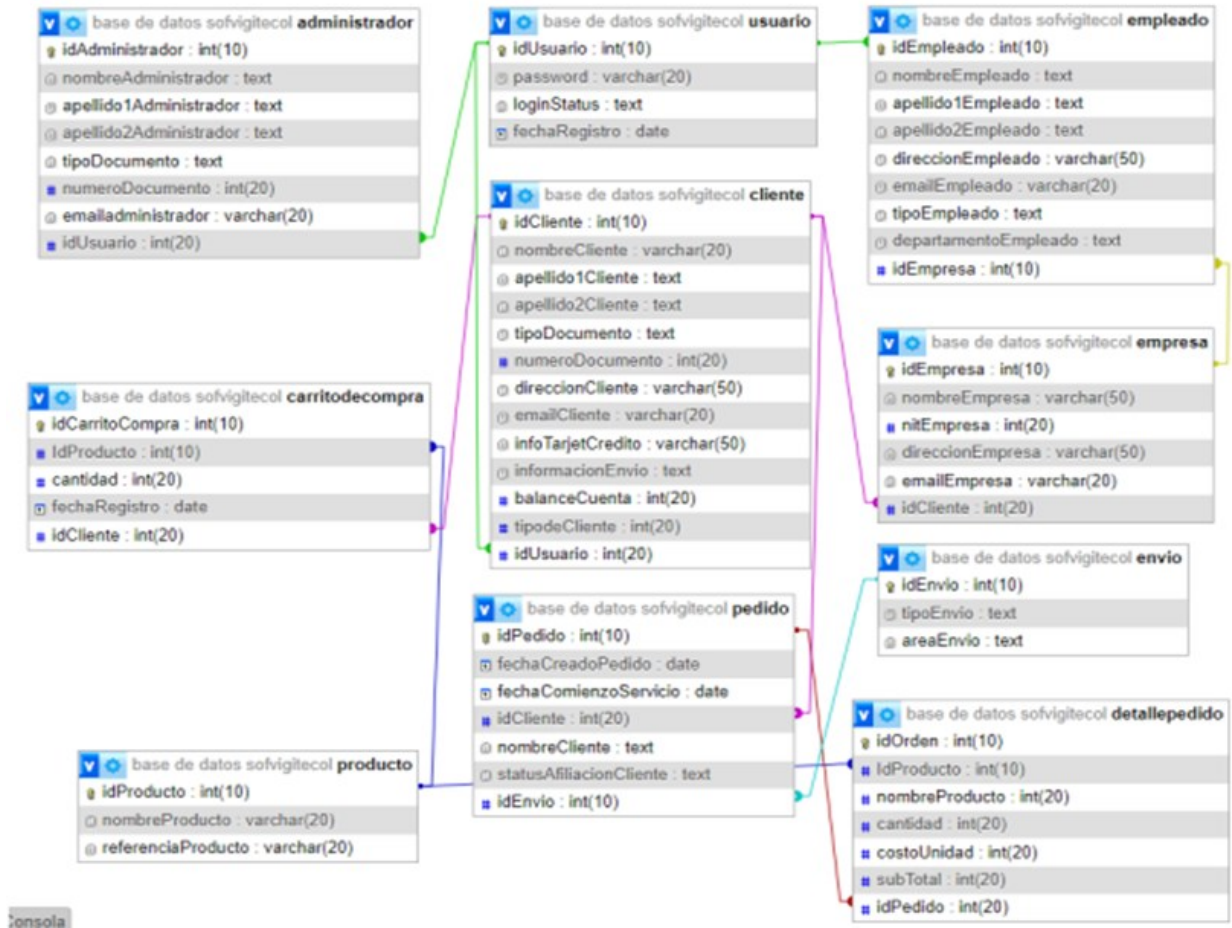 base de datos sofvigitecol administrador
idAdministrador : int(10)
nombreAdministrador : text
apellido1Administrador : text
apellido2Administrador : text
tipoDocumento : text
numeroDocumento : int(20)
emailadministrador : varchar(20)
idUsuario : int(20)
base de datos sofvigitecol usuario
idUsuario : int(10)
password : varchar(20)
loginStatus : text
fechaRegistro : date
base de datos sofvigitecol empleado
idEmpleado : int(10)
nombreEmpleado : text
apellido1Empleado : text
apellido2Empleado : text
direccionEmpleado : varchar(50)
emailEmpleado : varchar(20)
tipoEmpleado : text
departamentoEmpleado : text
idEmpresa : int(10)
base de datos sofvigitecol cliente
idCliente : int(10)
nombreCliente : varchar(20)
apellido1Cliente : text
apellido2Cliente : text
tipoDocumento : text
numeroDocumento : int(20)
direccionCliente : varchar(50)
emailCliente : varchar(20)
infoTarjetCredito : varchar(50)
informacionEnvio : text
balanceCuenta : int(20)
tipodeCliente : int(20)
idUsuario : int(20)
base de datos sofvigitecol empresa
idEmpresa : int(10)
nombreEmpresa : varchar(50)
nitEmpresa : int(20)
direccionEmpresa : varchar(50)
emailEmpresa : varchar(20)
idCliente : int(20)
base de datos sofvigitecol carritodecompra
idCarritoCompra : int(10)
IdProducto : int(10)
cantidad : int(20)
fechaRegistro : date
idCliente : int(20)
base de datos sofvigitecol envio
idEnvio : int(10)
tipoEnvio : text
areaEnvio : text
base de datos sofvigitecol pedido
idPedido : int(10)
fechaCreadoPedido : date
fechaComienzoServicio : date
idCliente : int(20)
nombreCliente : text
statusAfiliacionCliente : text
idEnvio : int(10)
base de datos sofvigitecol detallepedido
idOrden : int(10)
IdProducto : int(10)
nombreProducto : int(20)
cantidad : int(20)
costoUnidad : int(20)
subTotal : int(20)
idPedido : int(20)
base de datos sofvigitecol producto
idProducto : int(10)
nombreProducto : varchar(20)
referenciaProducto : varchar(20)
Consola